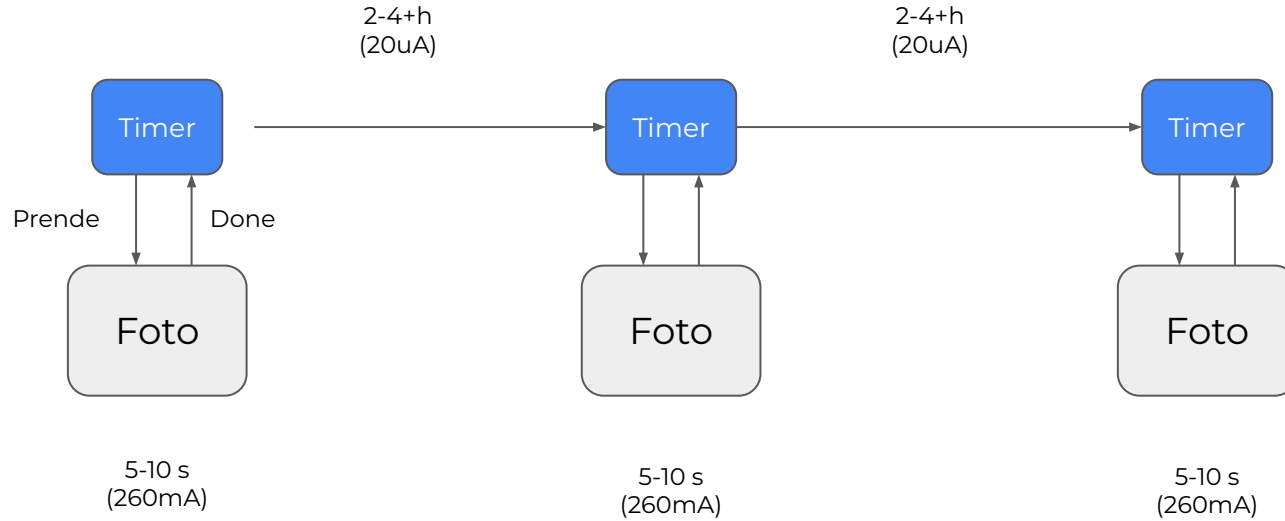 2-4+h
(20uA)
2-4+h
(20uA)
Timer
Timer
Timer
Prende
Done
Foto
Foto
Foto
5-10 s
(260mA)
5-10 s
(260mA)
5-10 s
(260mA)